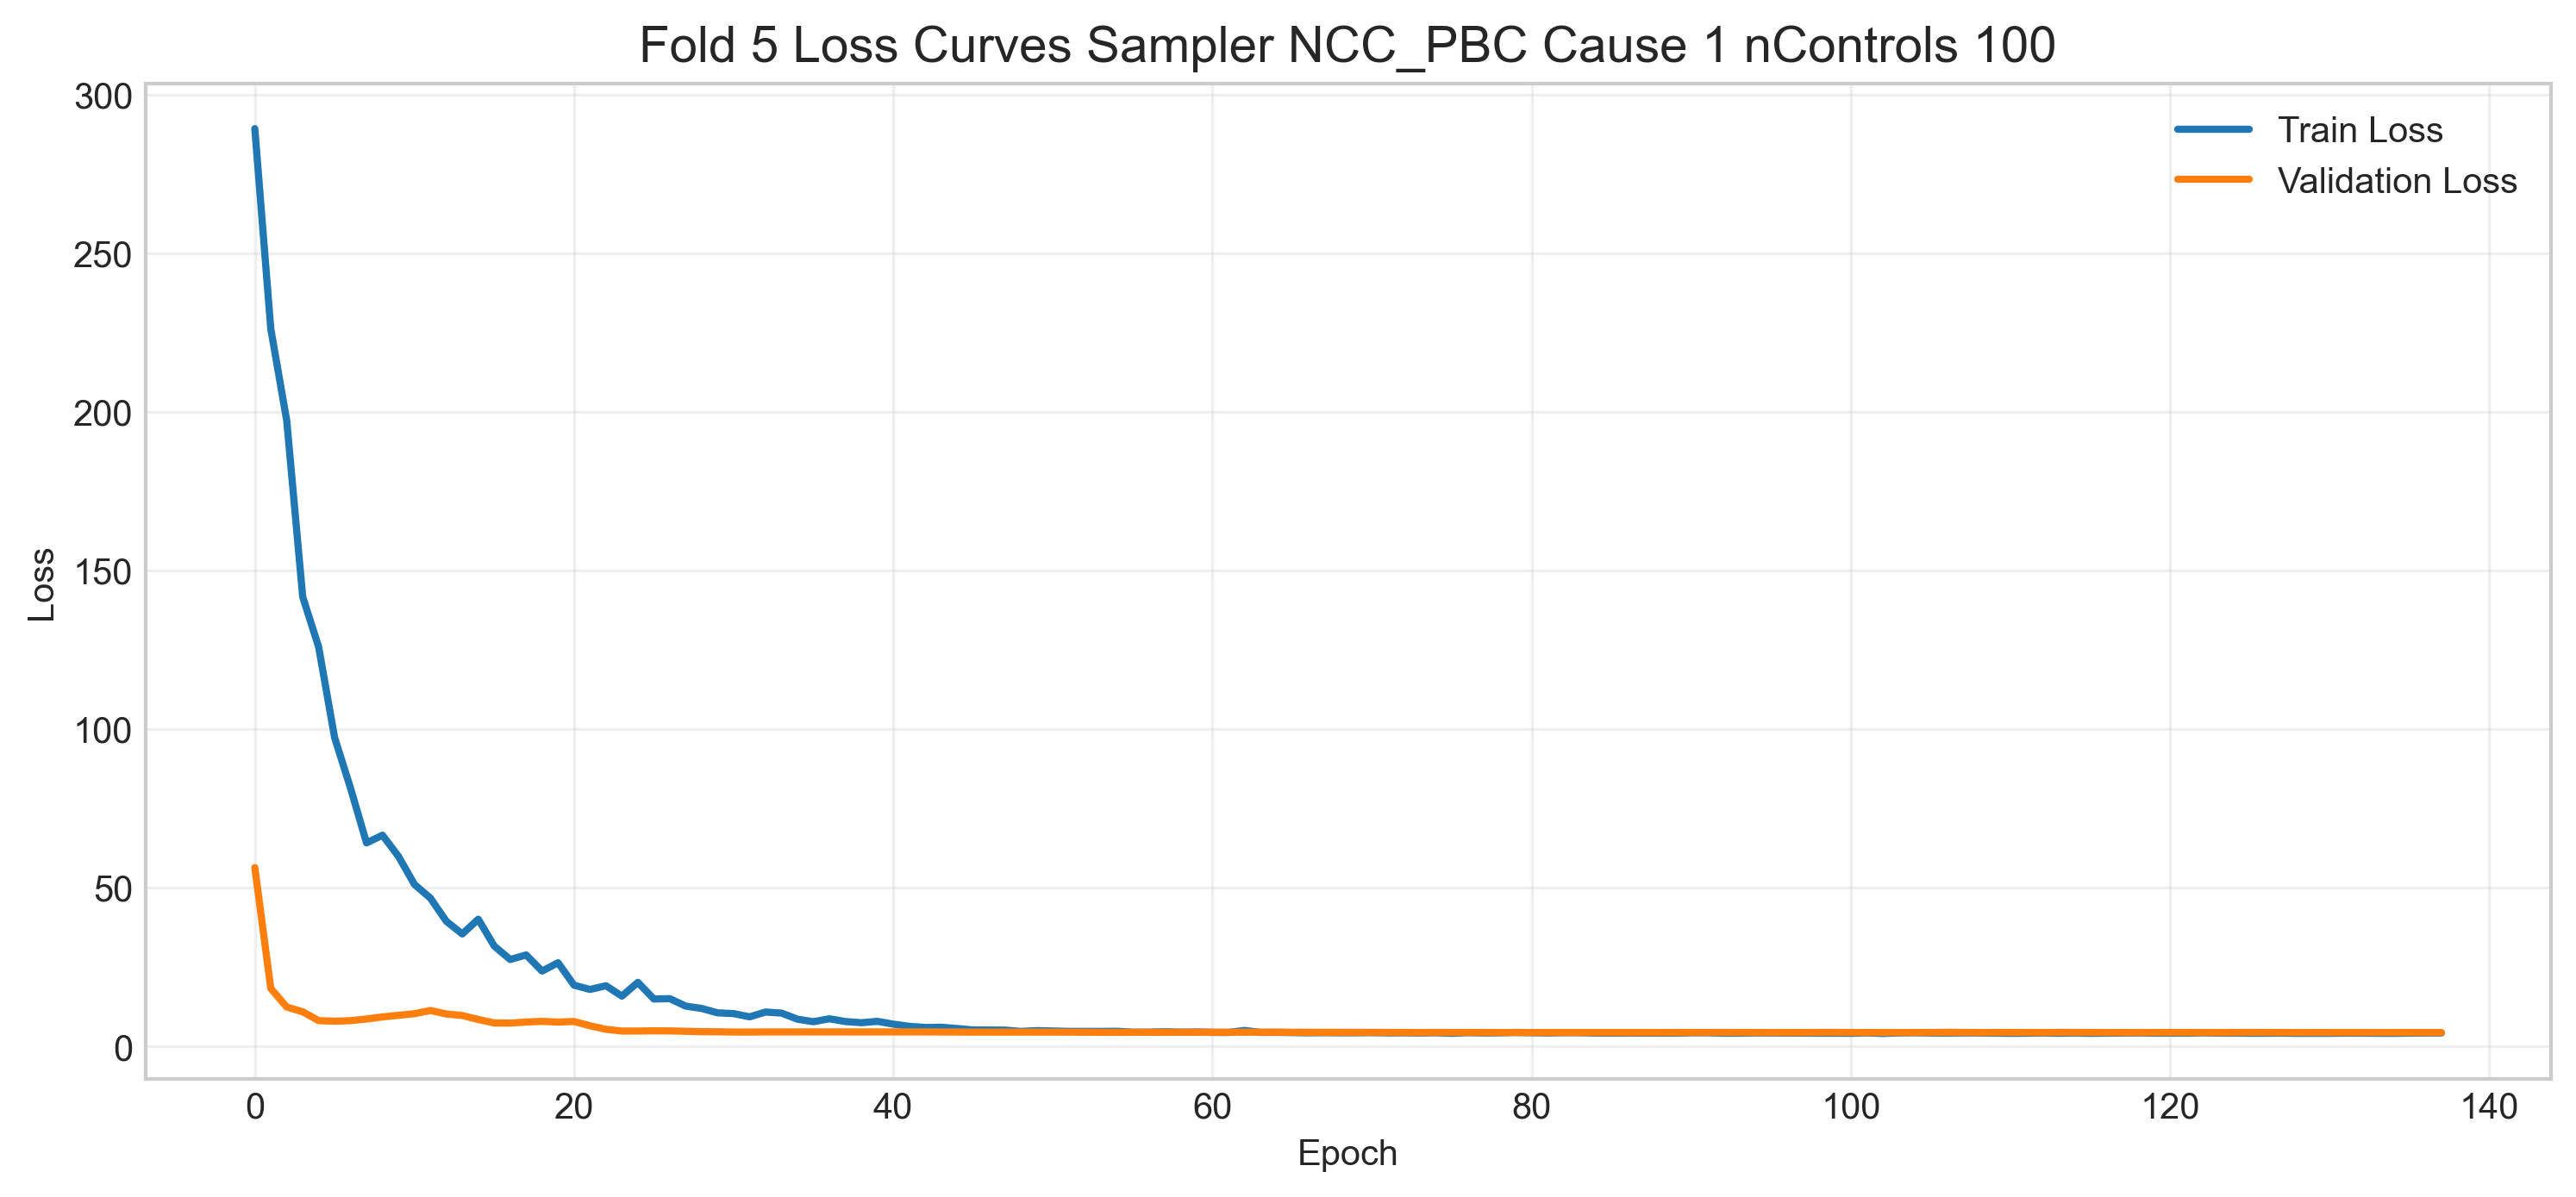 Fold 5 Loss Curves Sampler NCC_PBC Cause 1 nControls 100
300
250
200
150
100
50
0
Loss
Train Loss
Validation Loss
0 20 40 60 80 100 120 140
Epoch